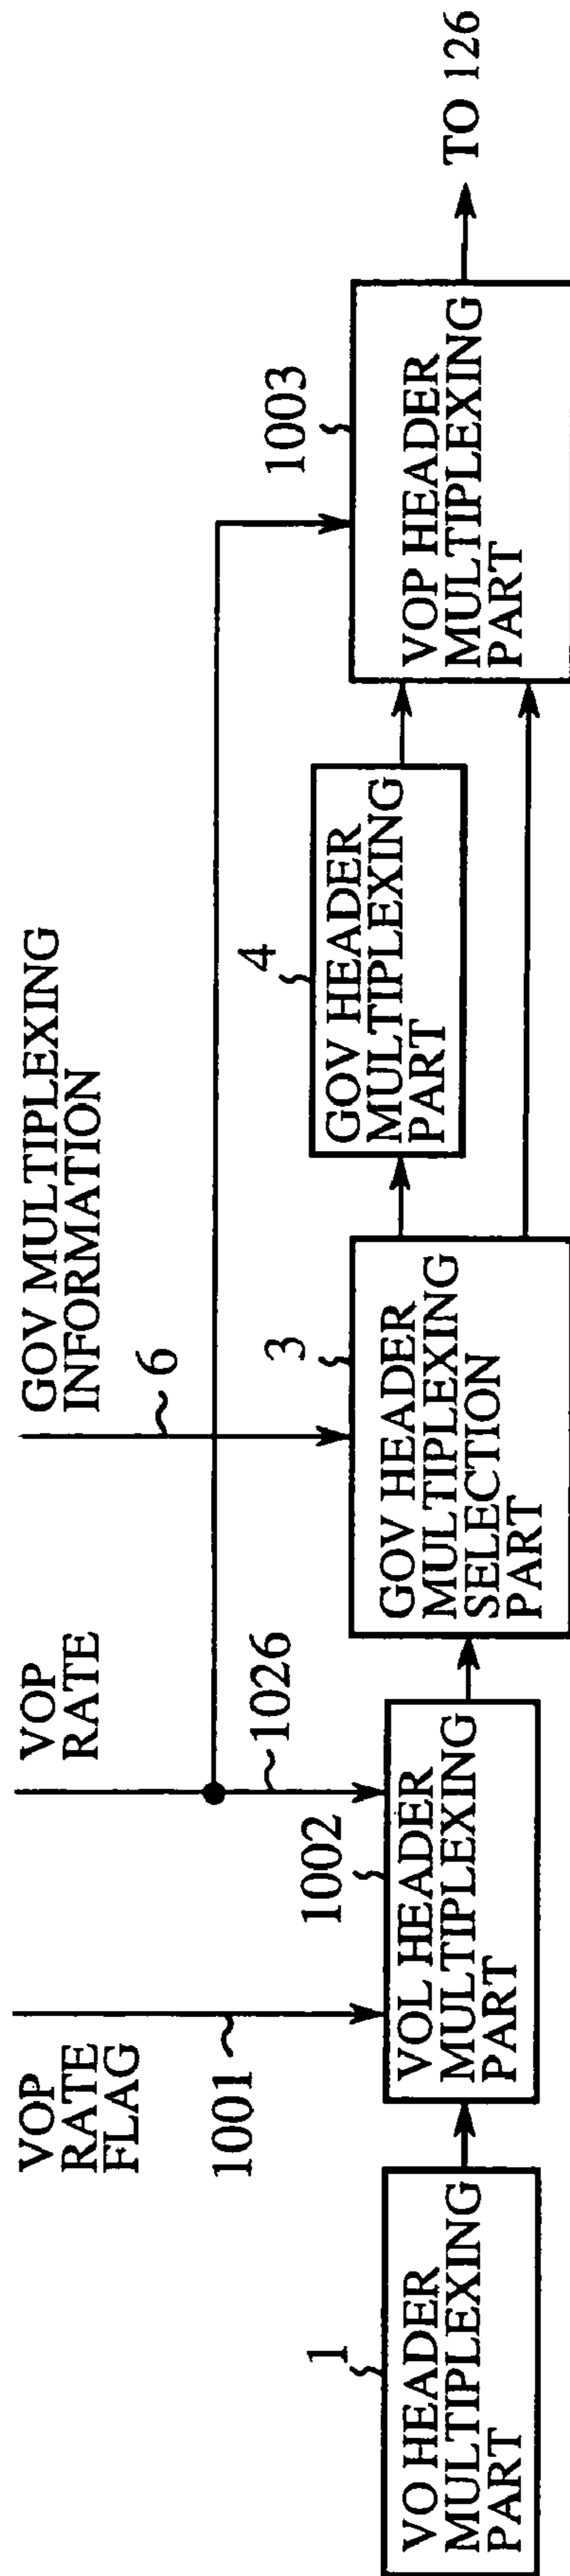 VOP
RATE
FLAG
1001
VOP
RATE
1026
GOV MULTIPLEXING
INFORMATION
6
1
VO HEADER
MULTIPLEXING
PART
1002
VOL HEADER
MULTIPLEXING
PART
3
GOV HEADER
MULTIPLEXING
SELECTION
PART
4
GOV HEADER
MULTIPLEXING
PART
1003
VOP HEADER
MULTIPLEXING
PART
TO 126